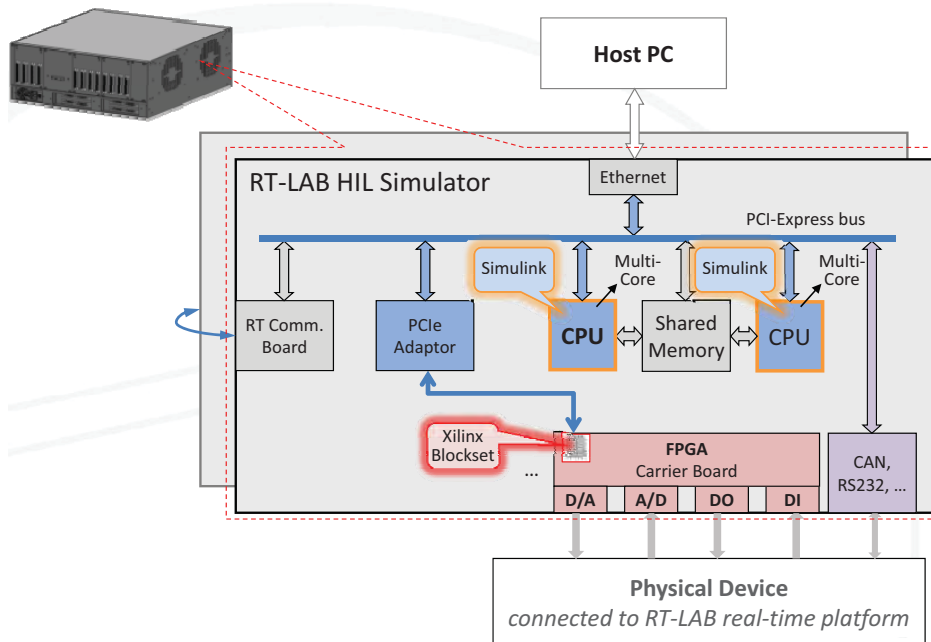 Host PC
RT-LAB HIL Simulator
Ethernet
PCI-Express bus
Simulink
Multi-
Core
Simulink
Multi-
Core
RT Comm.
Board
PCIe
Adaptor
CPU
Shared
Memory
CPU
Xilinx
Blockset
...
FPGA
Carrier Board
D/A
A/D
DO
DI
CAN,
RS232, ...
Physical Device
connected to RT-LAB real-time platform